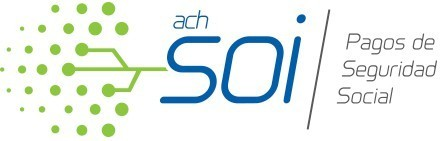 ach
soi
Pagos de
Seguridad
Social